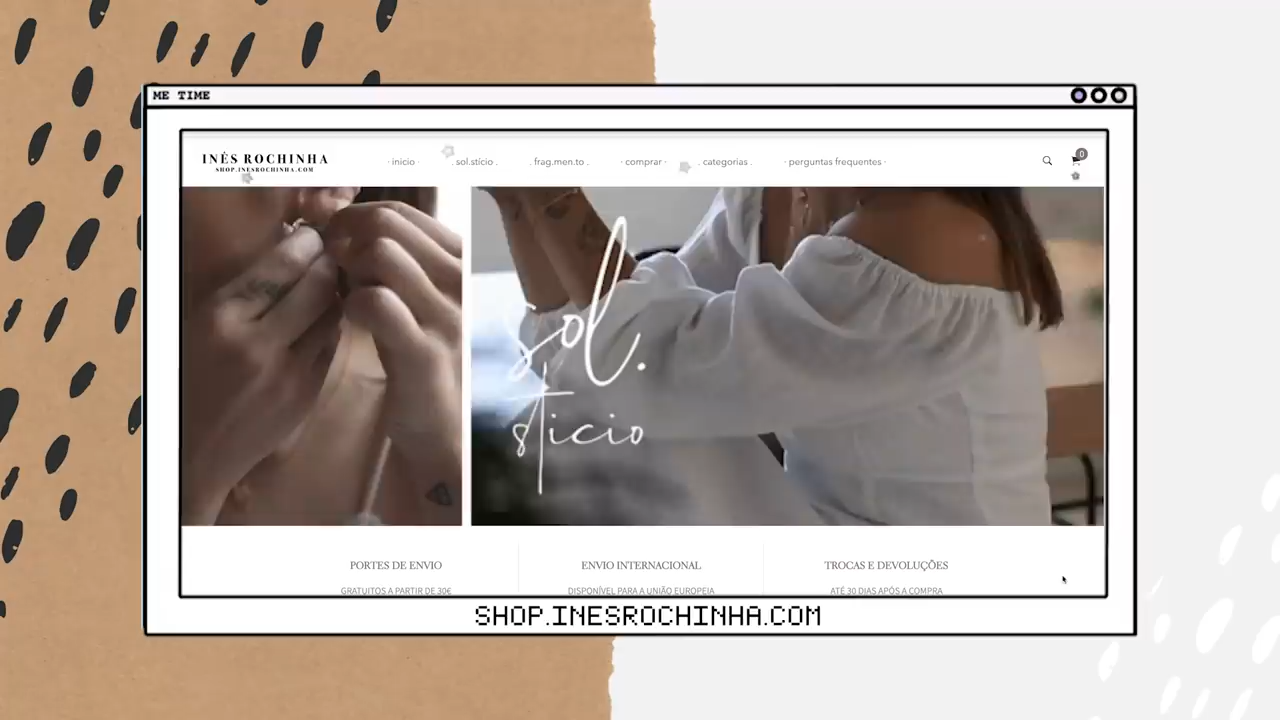 ME TIME
INÊS ROCHINHA
SHOP.INESROCHINHA.COM
· inicio ·
. sol.stício .
. frag.men.to .
· comprar ·
. categorias .
· perguntas frequentes ·
0
sol.
sticio
PORTES DE ENVIO
ENVIO INTERNACIONAL
TROCAS E DEVOLUÇÕES
GRATUITOS A PARTIR DE 30€
DISPONÍVEL PARA A UNIÃO EUROPEIA
ATÉ 30 DIAS APÓS A COMPRA
SHOP.INESROCHINHA.COM